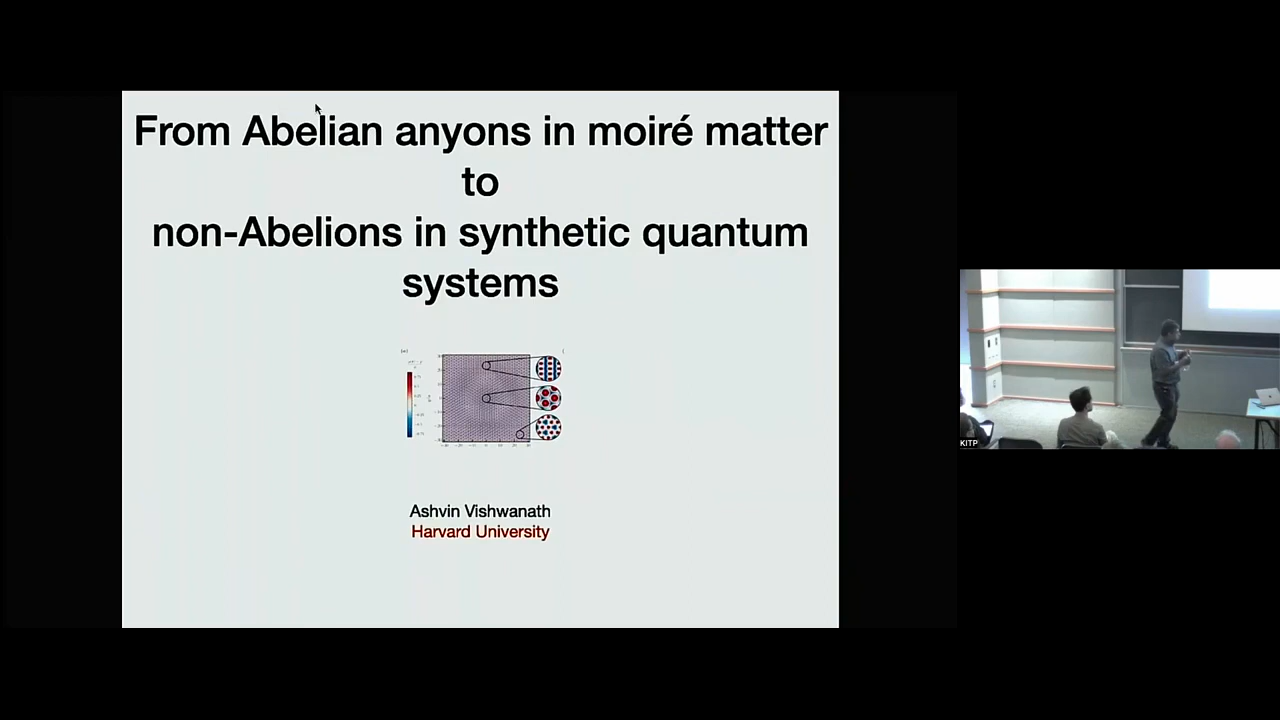 From Abelian anyons in moiré matter
to
non-Abelions in synthetic quantum
systems
Ashvin Vishwanath
Harvard University
KITP